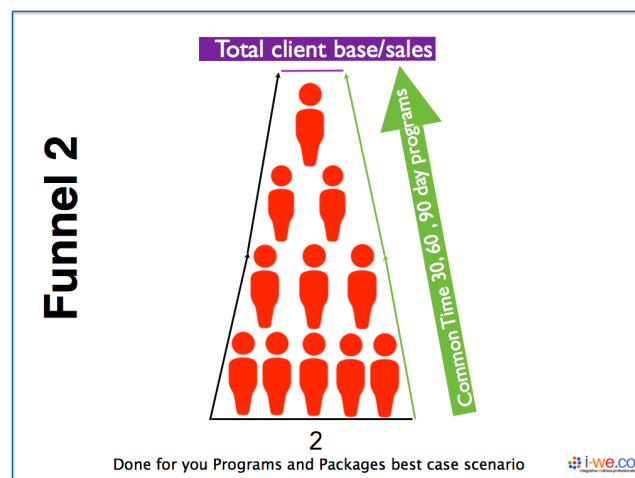 Total client base/sales
Funnel 2
Common Time 30, 60 , 90 day programs
2
Done for you Programs and Packages best case scenario
i-we.co